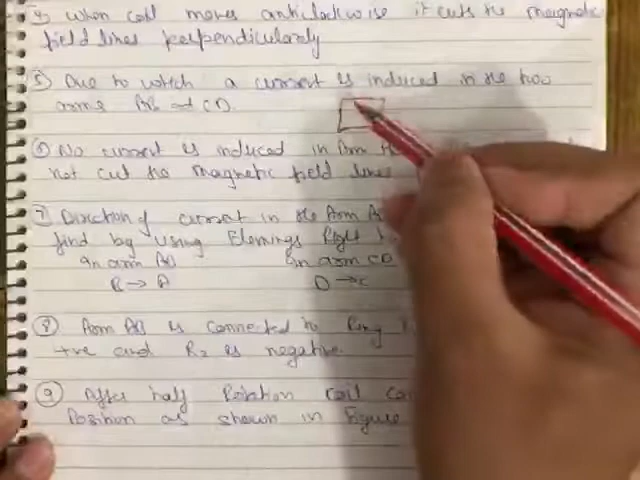 4) When coil moves anticlockwise it cuts the magnetic
field lines perpendicularly
5) Due to which a current is induced in the two
arms AB and CD.
6) No current is induced in Arm
not cut the magnetic field lines
7) Direction of current in the Arm
find by using Flemings Right
In arm AB In arm CD
B → A D → C
8) Arm AB is connected to Ring
+ve and R2 is negative.
9) After half Rotation coil
Position as shown in Figure